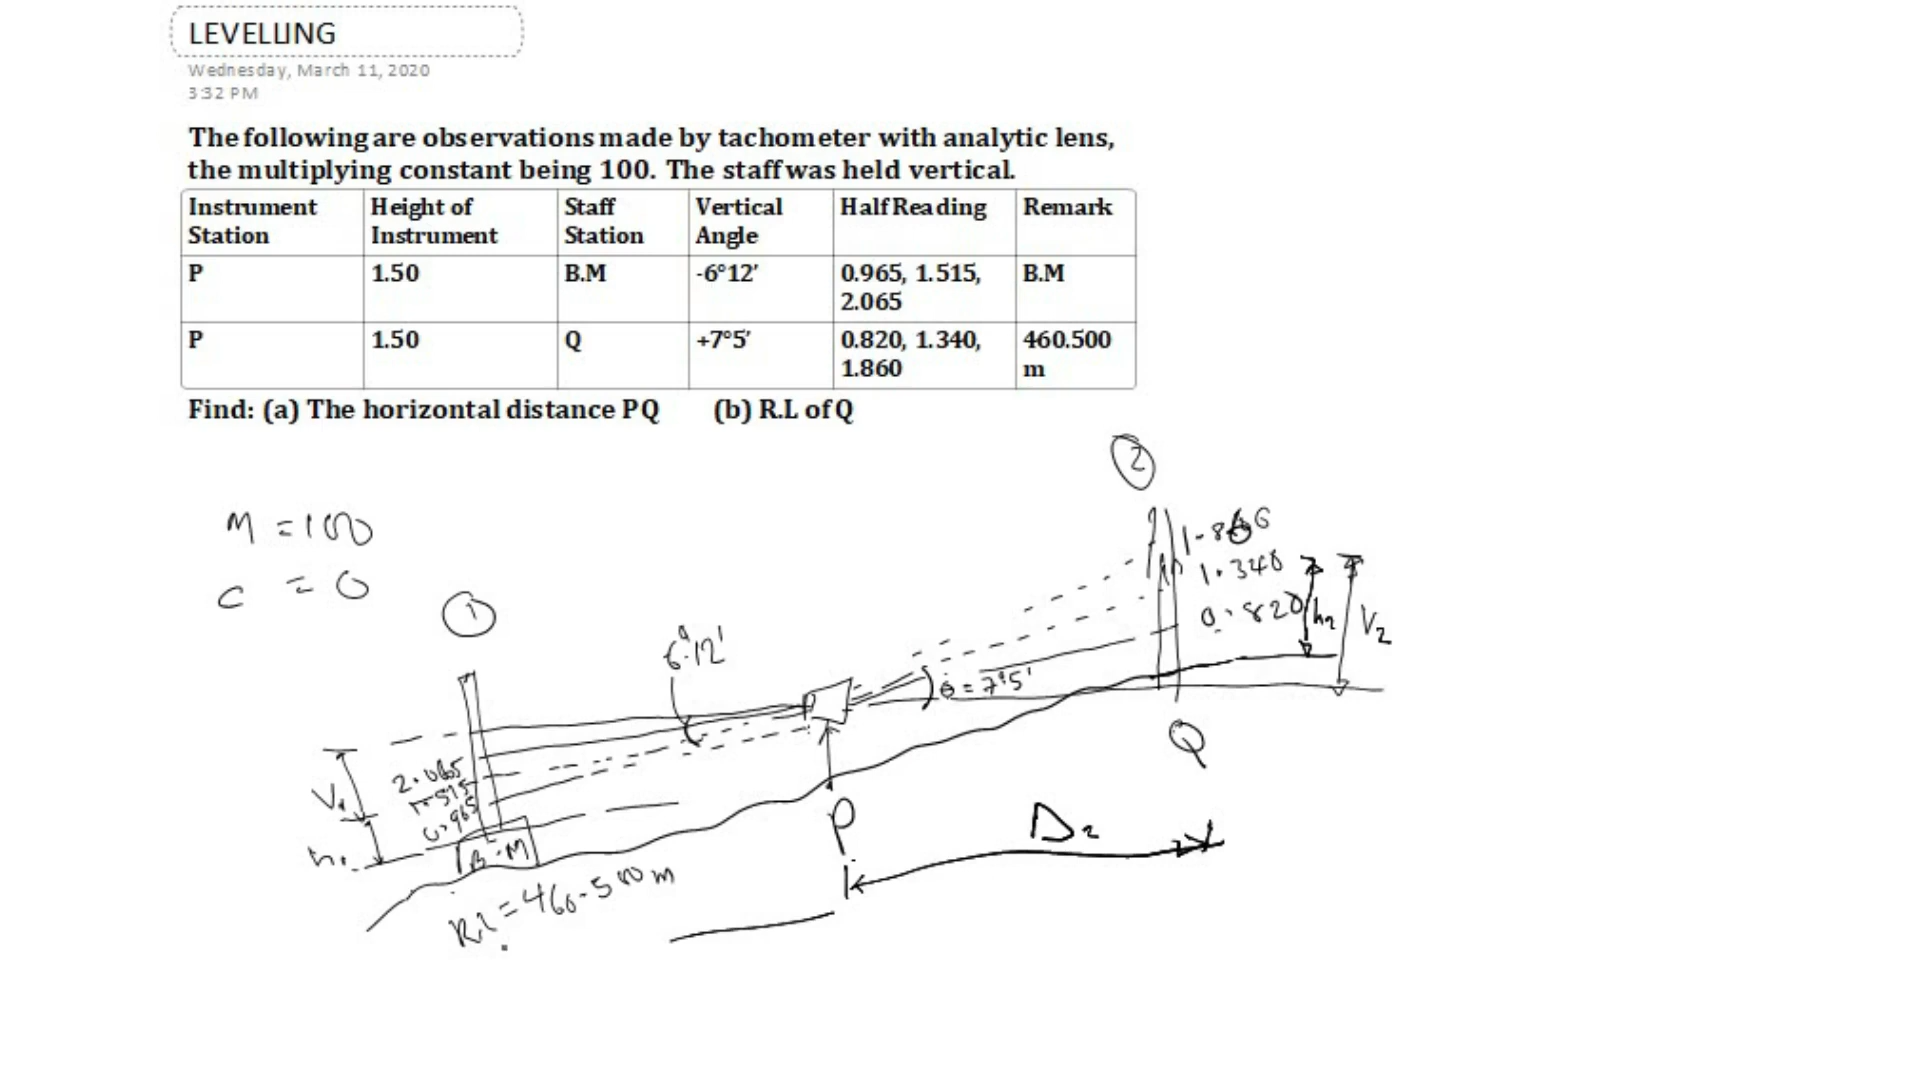 LEVELLING
Wednesday, March 11, 2020
3:32 PM
The following are observations made by tachometer with analytic lens,
the multiplying constant being 100. The staff was held vertical.
Instrument Station | Height of Instrument | Staff Station | Vertical Angle | Half Reading | Remark
P | 1.50 | B.M | -6°12' | 0.965, 1.515, 2.065 | B.M
P | 1.50 | Q | +7°5' | 0.820, 1.340, 1.860 | 460.500 m
Find: (a) The horizontal distance PQ (b) R.L of Q
M = 100
C = 0
①
②
1.340
0.820
h₂
V₂
6°12'
θ = 7°5'
Q
V₁
2.065
1.515
0.965
h₁
B.M
R.L = 460.500 m
P
D₂